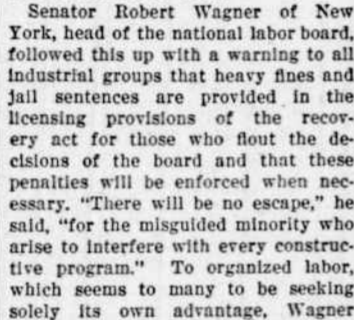 Senator Robert Wagner of New
York, head of the national labor board,
followed this up with a warning to all
industrial groups that heavy fines and
jail sentences are provided in the
licensing provisions of the recov-
ery act for those who flout the de-
cisions of the board and that these
penalties will be enforced when nec-
essary. "There will be no escape," he
said, "for the misguided minority who
arise to interfere with every construc-
tive program." To organized labor,
which seems to many to be seeking
solely its own advantage, Wagner